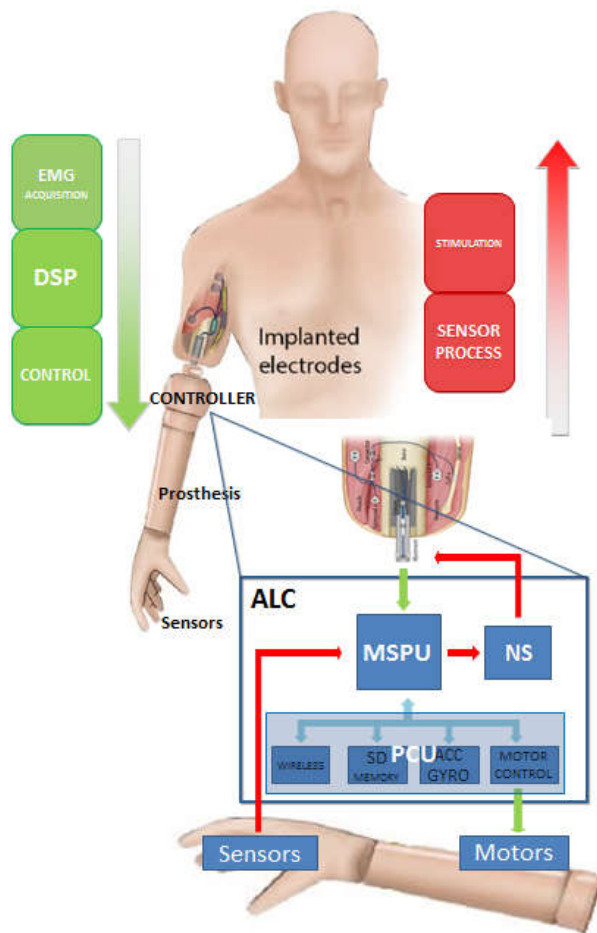 EMG
ACQUISITION
DSP
CONTROL
STIMULATION
SENSOR
PROCESS
Implanted
electrodes
CONTROLLER
Prosthesis
Sensors
ALC
MSPU
NS
PCU
WIRELESS
SD
MEMORY
ACC
GYRO
MOTOR
CONTROL
Sensors
Motors